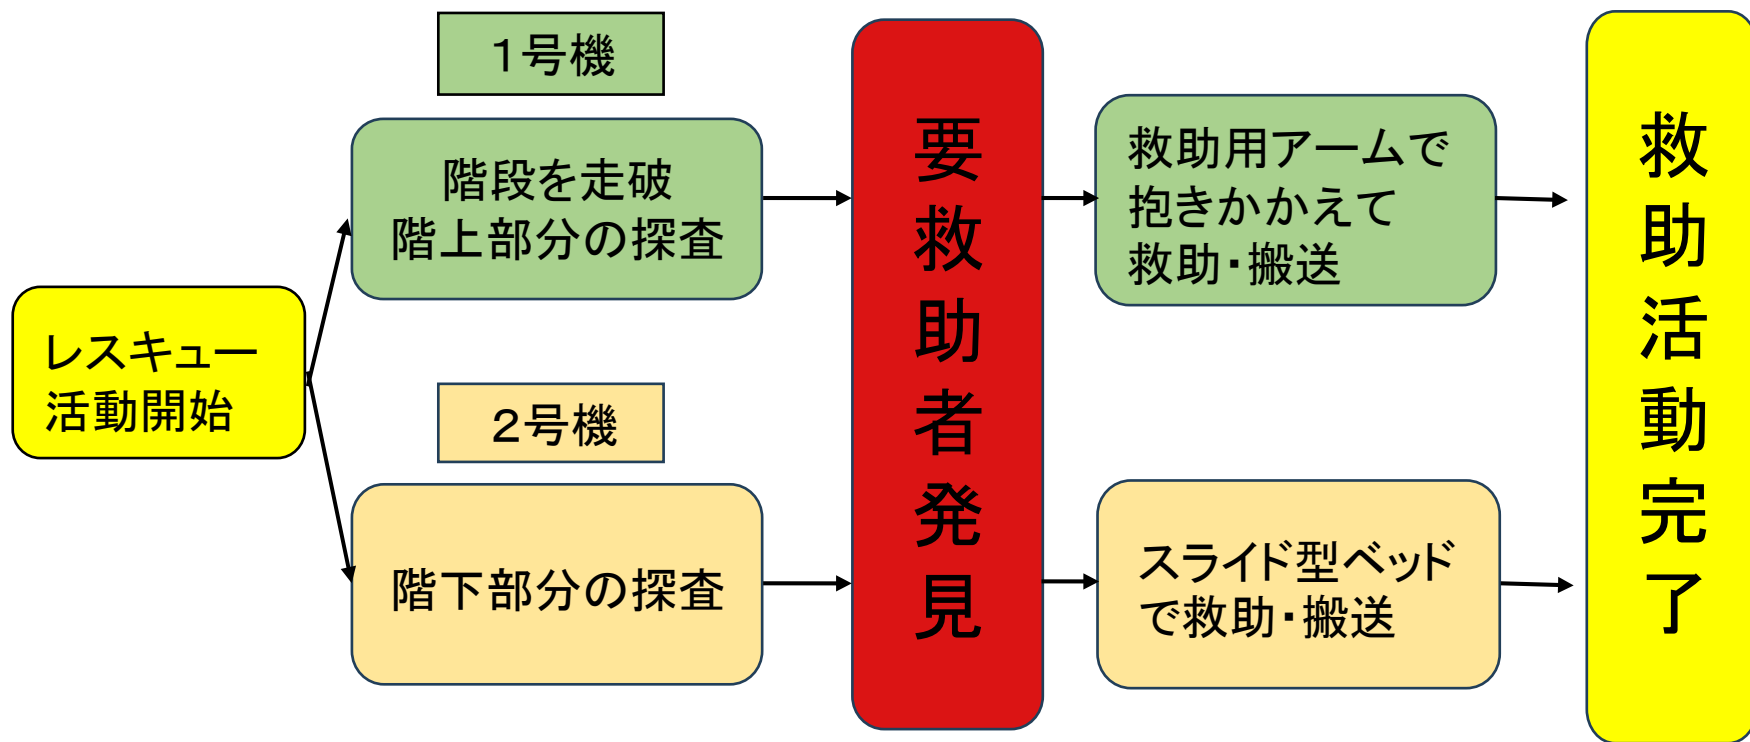 レスキュー
活動開始
１号機
階段を走破
階上部分の探査
２号機
階下部分の探査
要救助者発見
救助用アームで
抱きかかえて
救助・搬送
スライド型ベッド
で救助・搬送
救助活動完了